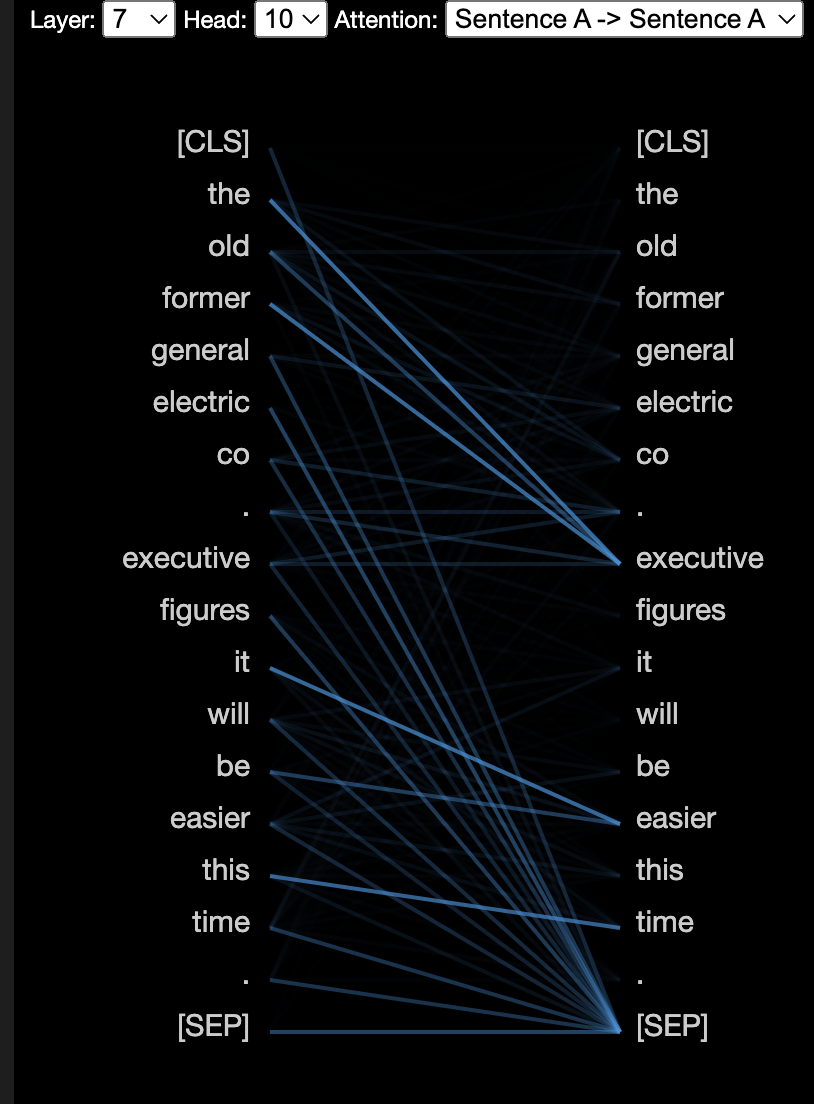 Layer: 7 Head: 10 Attention: Sentence A -> Sentence A
[CLS] [CLS]
the the
old old
former former
general general
electric electric
co co
. .
executive executive
figures figures
it it
will will
be be
easier easier
this this
time time
. .
[SEP] [SEP]